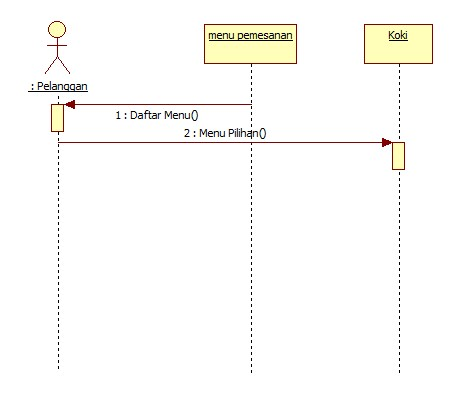 menu pemesanan
Koki
: Pelanggan
1 : Daftar Menu()
2 : Menu Pilihan()